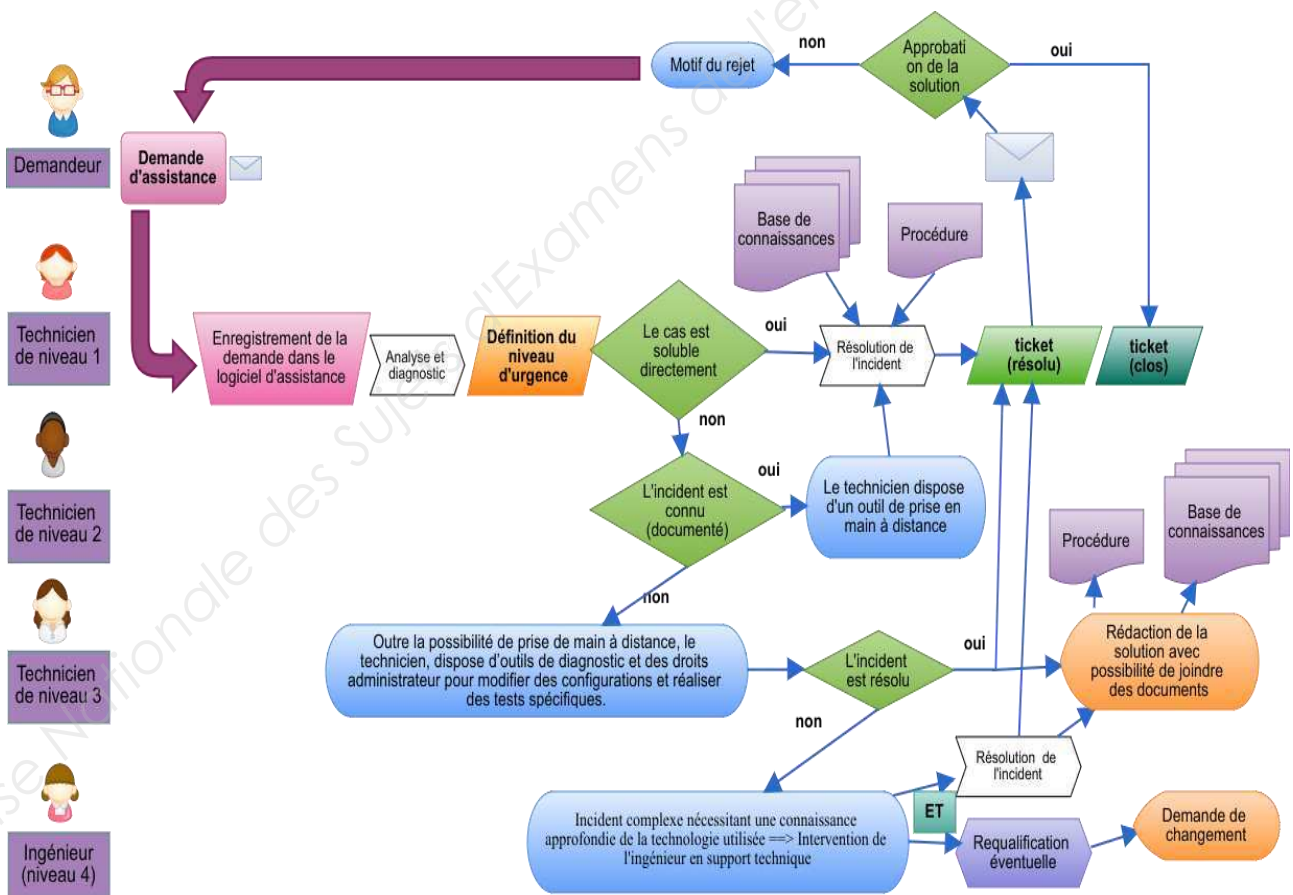 Motif du rejet
non
Approbati
on de la
solution
oui
Demandeur
Demande
d'assistance
Base de
connaissances
Procédure
Technicien
de niveau 1
Enregistrement de la
demande dans le
logiciel d'assistance
Analyse et
diagnostic
Définition du
niveau
d'urgence
Le cas est
soluble
directement
oui
Résolution de
l'incident
ticket
(résolu)
ticket
(clos)
non
Technicien
de niveau 2
L'incident est
connu
(documenté)
oui
Le technicien dispose
d'un outil de prise en
main à distance
Procédure
Base de
connaissances
non
Technicien
de niveau 3
Outre la possibilité de prise de main à distance, le
technicien, dispose d'outils de diagnostic et des droits
administrateur pour modifier des configurations et réaliser
des tests spécifiques.
L'incident
est résolu
oui
Rédaction de la
solution avec
possibilité de joindre
des documents
non
Résolution de
l'incident
Ingénieur
(niveau 4)
Incident complexe nécessitant une connaissance
approfondie de la technologie utilisée ==> Intervention de
l'ingénieur en support technique
ET
Requalification
éventuelle
Demande de
changement
Nationale des Sujets d'Examens de l'en